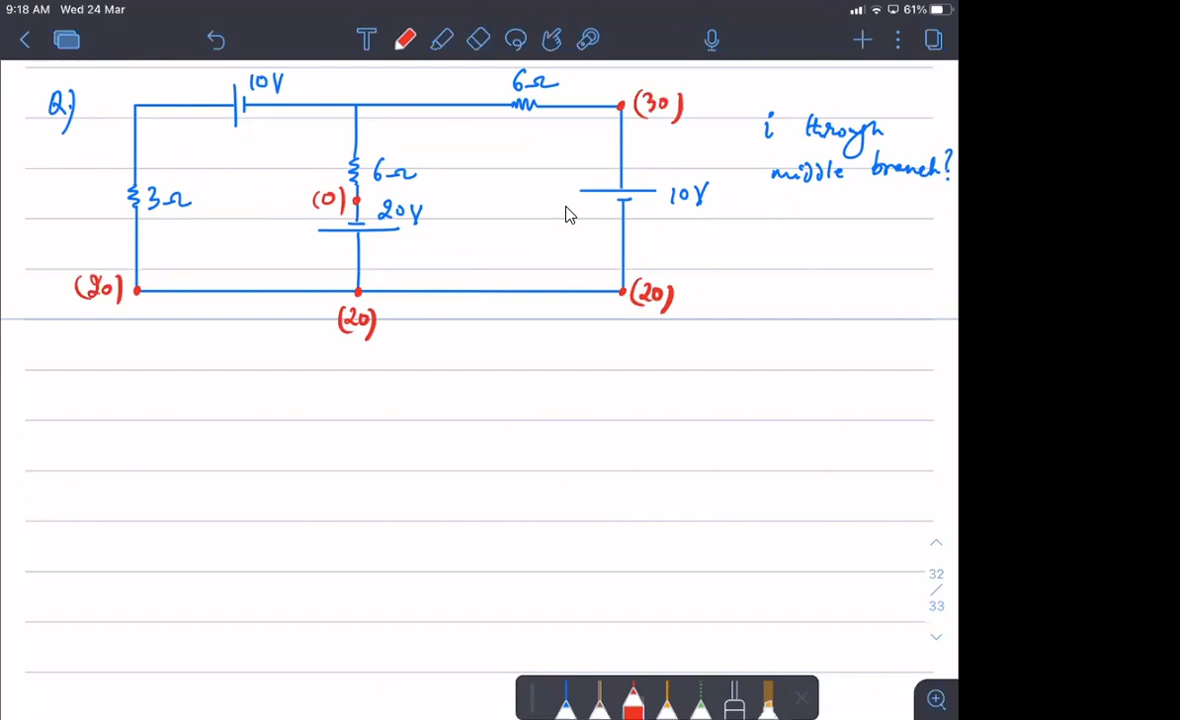 9:18 AM Wed 24 Mar
61%
T
Q.)
10V
6Ω
(30)
i through
middle branch?
3Ω
6Ω
(0)
20V
10V
(20)
(20)
(20)
32
33